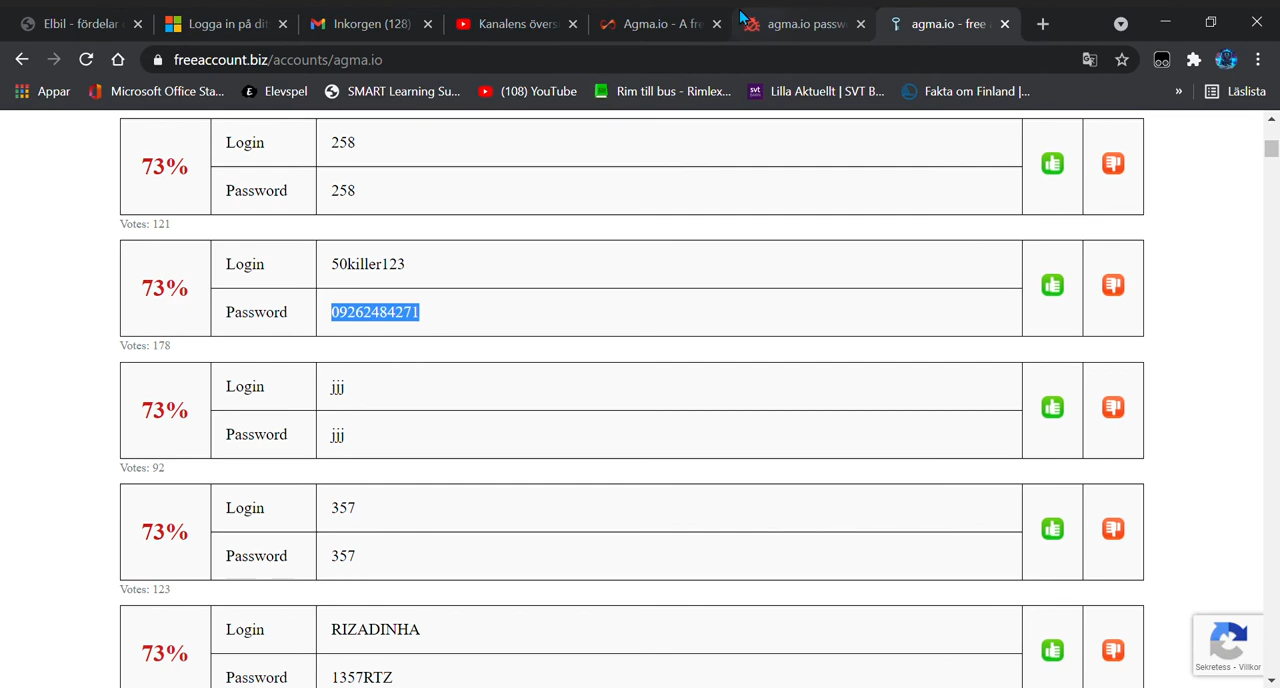 Elbil - fördelar
Logga in på dit
Inkorgen (128)
Kanalens övers
Agma.io - A fre
agma.io passw
agma.io - free
freeaccount.biz/accounts/agma.io
Appar
Microsoft Office Sta...
Elevspel
SMART Learning Su...
(108) YouTube
Rim till bus - Rimlex...
svt
Lilla Aktuellt | SVT B...
Fakta om Finland |...
»
Läslista
73%
Login
258
Password
258
Votes: 121
73%
Login
50killer123
Password
09262484271
Votes: 178
73%
Login
jjj
Password
jjj
Votes: 92
73%
Login
357
Password
357
Votes: 123
73%
Login
RIZADINHA
Password
1357RTZ
Sekretess - Villkor